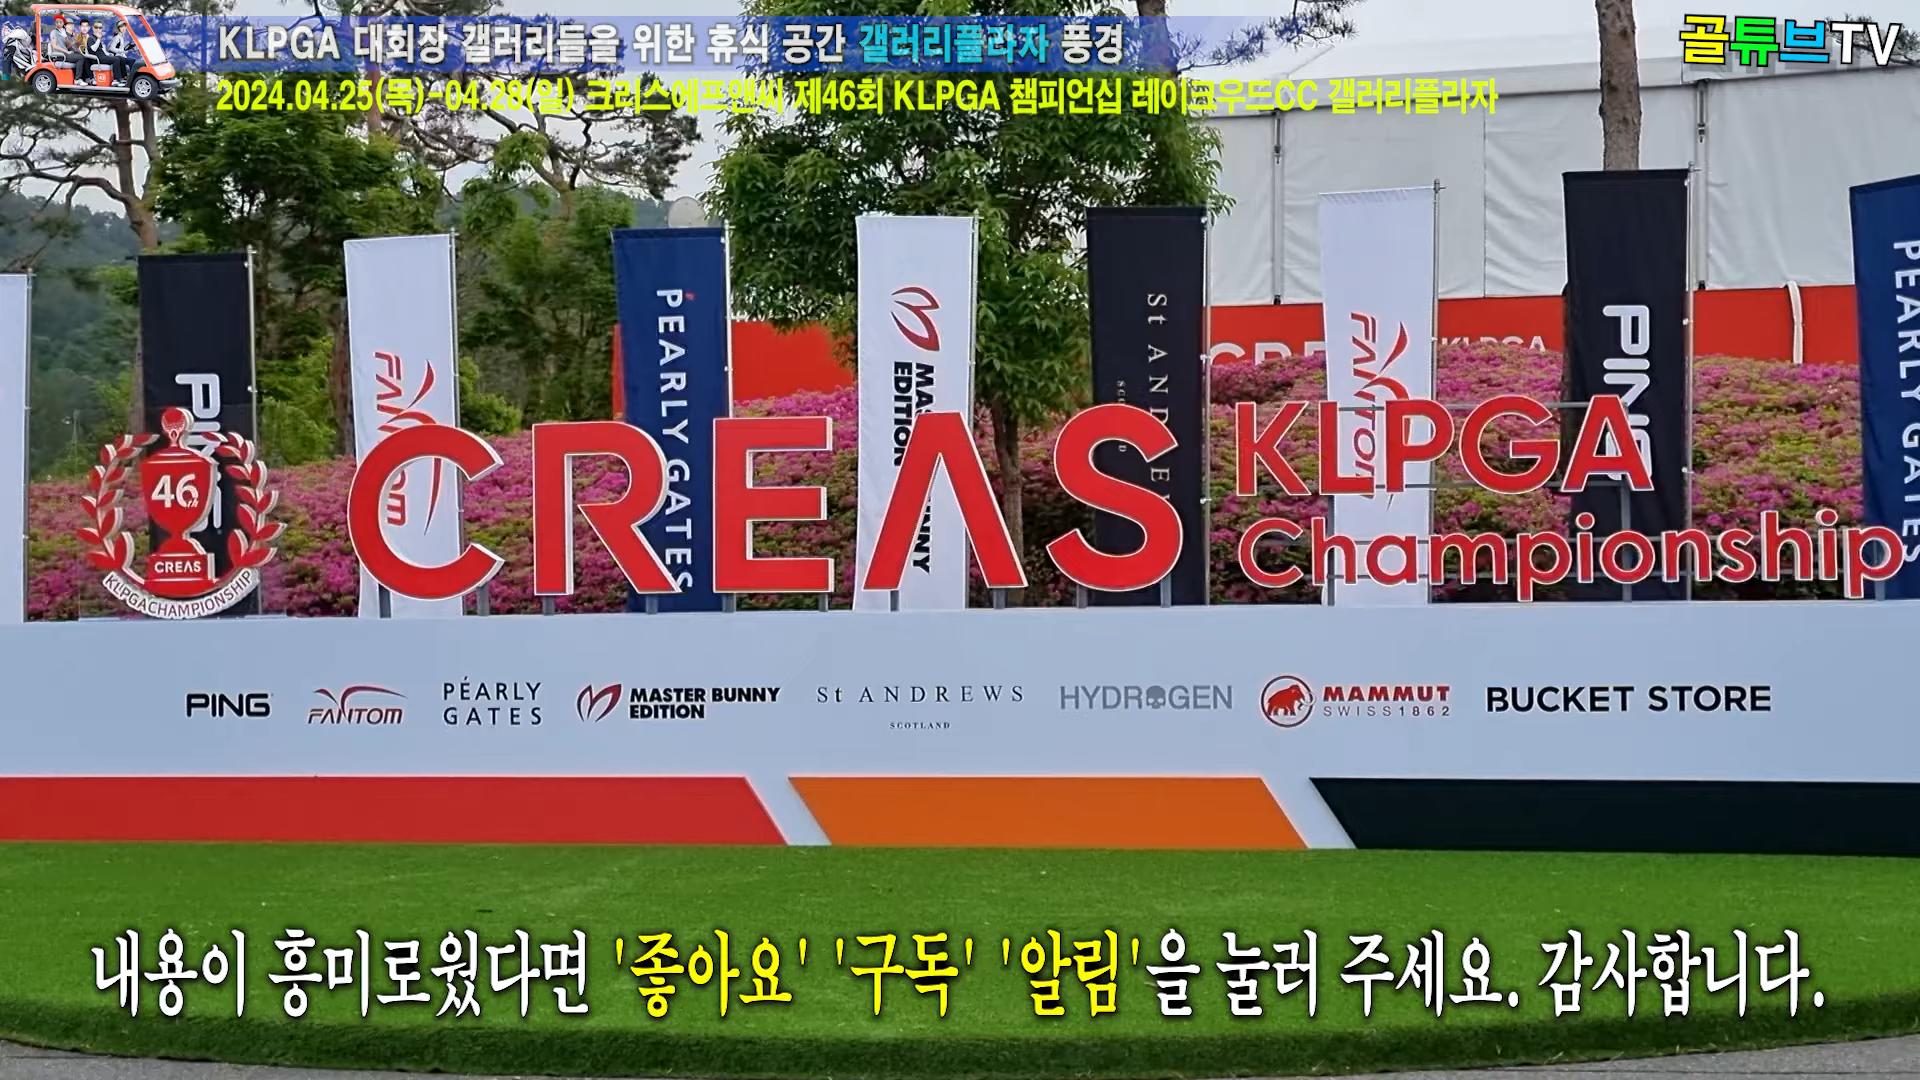 KLPGA 대회장 갤러리들을 위한 휴식 공간 갤러리플라자 풍경
골튜브TV
2024.04.25(목)-04.28(일) 크리스에프앤씨 제46회 KLPGA 챔피언십 레이크우드CC 갤러리플라자
PING
FANTOM
PEARLY GATES
MASTER BUNNY EDITION
St ANDREWS
FANTOM
PING
PEARLY GATES
CREAS KLPGA
46th
CREAS
KLPGA CHAMPIONSHIP
CREAS
KLPGA
Championship
PING
FANTOM
PÉARLY
GATES
MASTER BUNNY
EDITION
St ANDREWS
SCOTLAND
HYDROGEN
MAMMUT
SWISS 1862
BUCKET STORE
내용이 흥미로웠다면 '좋아요' '구독' '알림'을 눌러 주세요. 감사합니다.